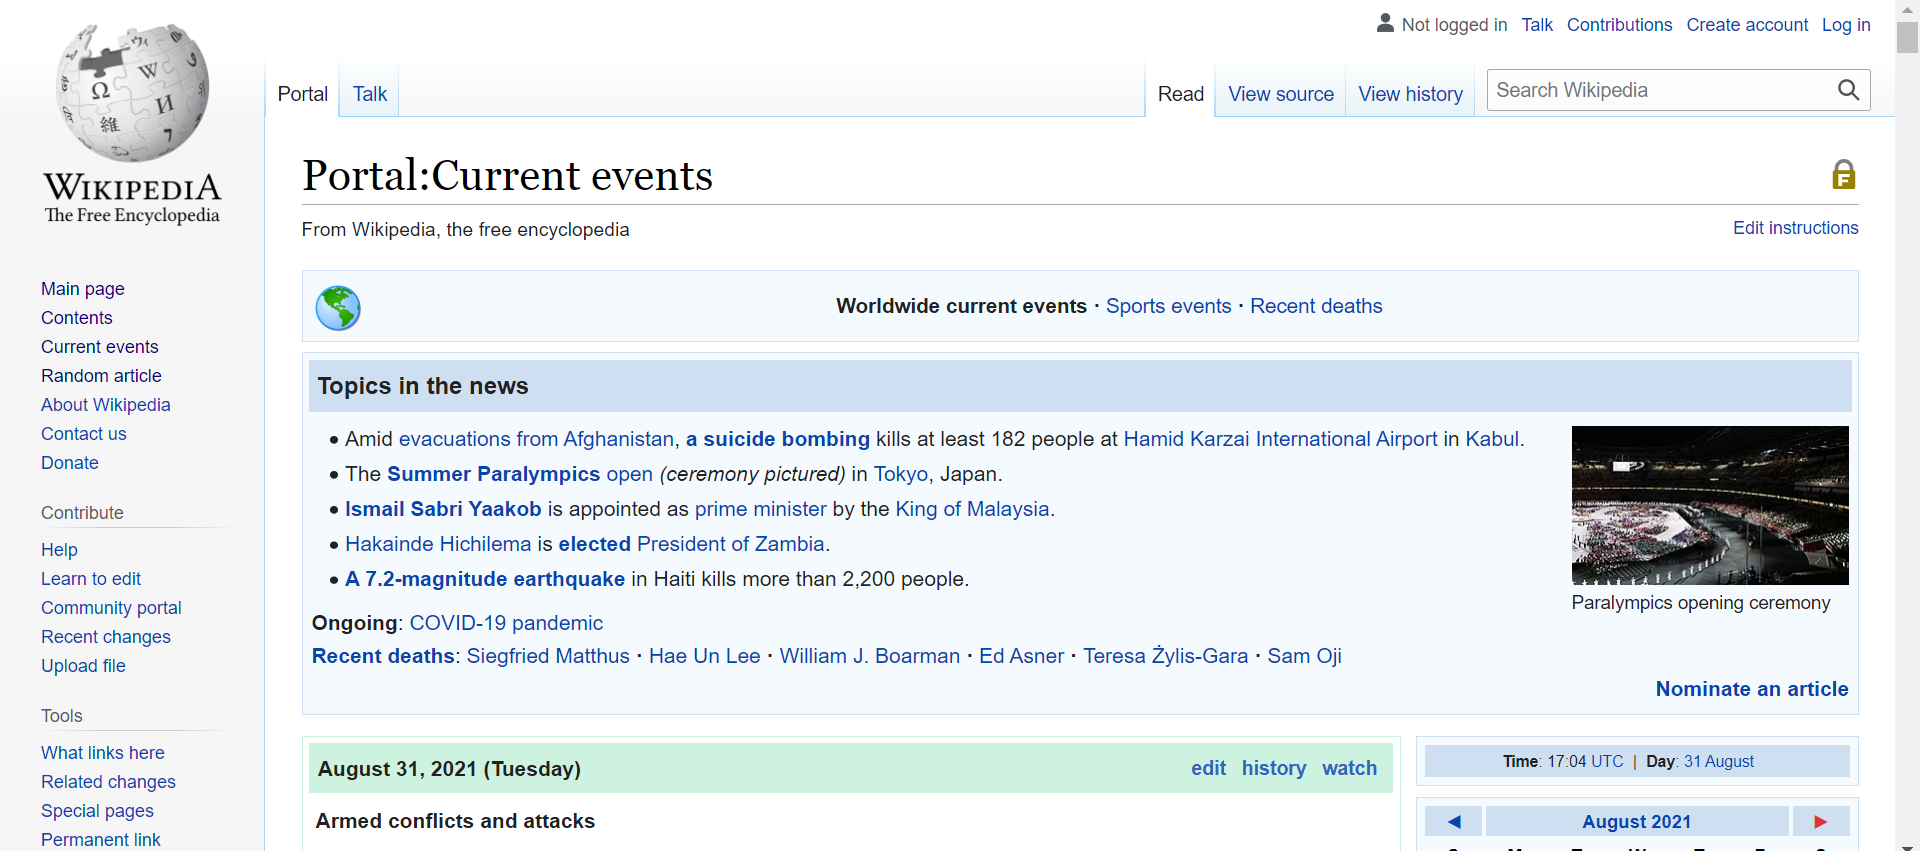 Not logged in Talk Contributions Create account Log in
Portal Talk Read View source View history Search Wikipedia
WIKIPEDIA
The Free Encyclopedia
Main page
Contents
Current events
Random article
About Wikipedia
Contact us
Donate
Contribute
Help
Learn to edit
Community portal
Recent changes
Upload file
Tools
What links here
Related changes
Special pages
Permanent link
Portal:Current events
From Wikipedia, the free encyclopedia
Edit instructions
Worldwide current events · Sports events · Recent deaths
Topics in the news
• Amid evacuations from Afghanistan, a suicide bombing kills at least 182 people at Hamid Karzai International Airport in Kabul.
• The Summer Paralympics open (ceremony pictured) in Tokyo, Japan.
• Ismail Sabri Yaakob is appointed as prime minister by the King of Malaysia.
• Hakainde Hichilema is elected President of Zambia.
• A 7.2-magnitude earthquake in Haiti kills more than 2,200 people.
Paralympics opening ceremony
Ongoing: COVID-19 pandemic
Recent deaths: Siegfried Matthus · Hae Un Lee · William J. Boarman · Ed Asner · Teresa Żylis-Gara · Sam Oji
Nominate an article
August 31, 2021 (Tuesday) edit history watch
Armed conflicts and attacks
Time: 17:04 UTC | Day: 31 August
◀ August 2021 ▶